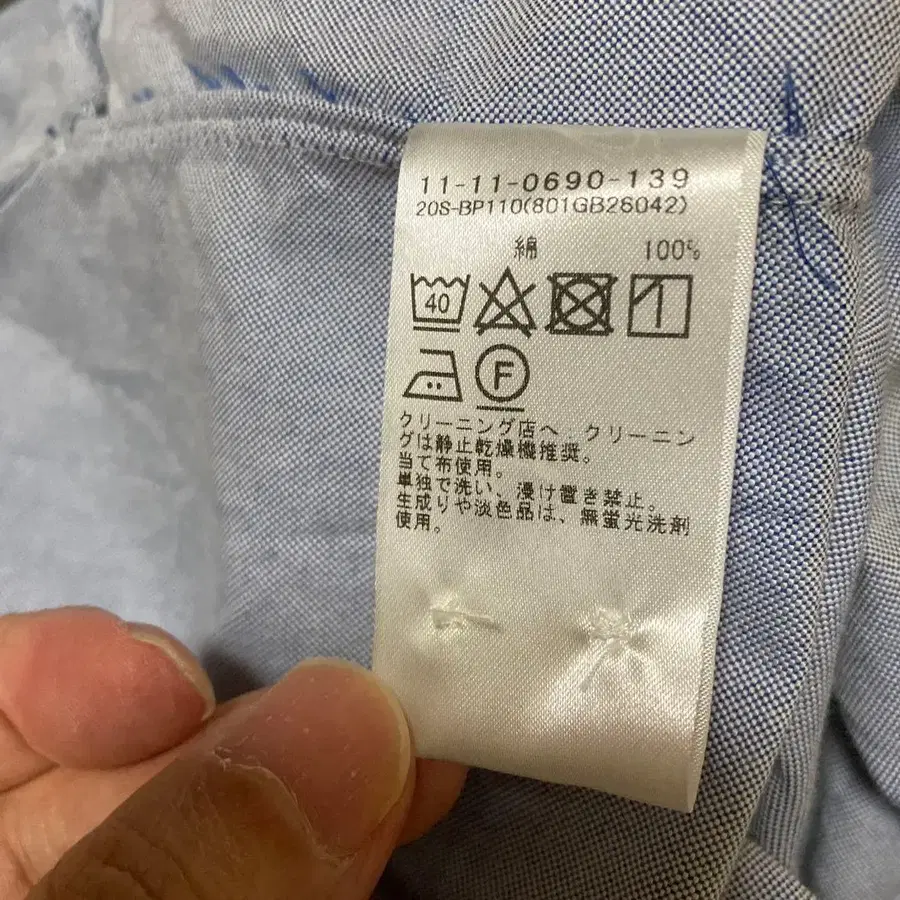 11-11-0690-139
20S-BP110(801GB26042)
綿 100%
40
F
クリーニング店へ クリーニン
グは静止乾燥機推奨。
当て布使用。
単独で洗い、浸け置き禁止。
生成りや淡色品は、無蛍光洗剤
使用。